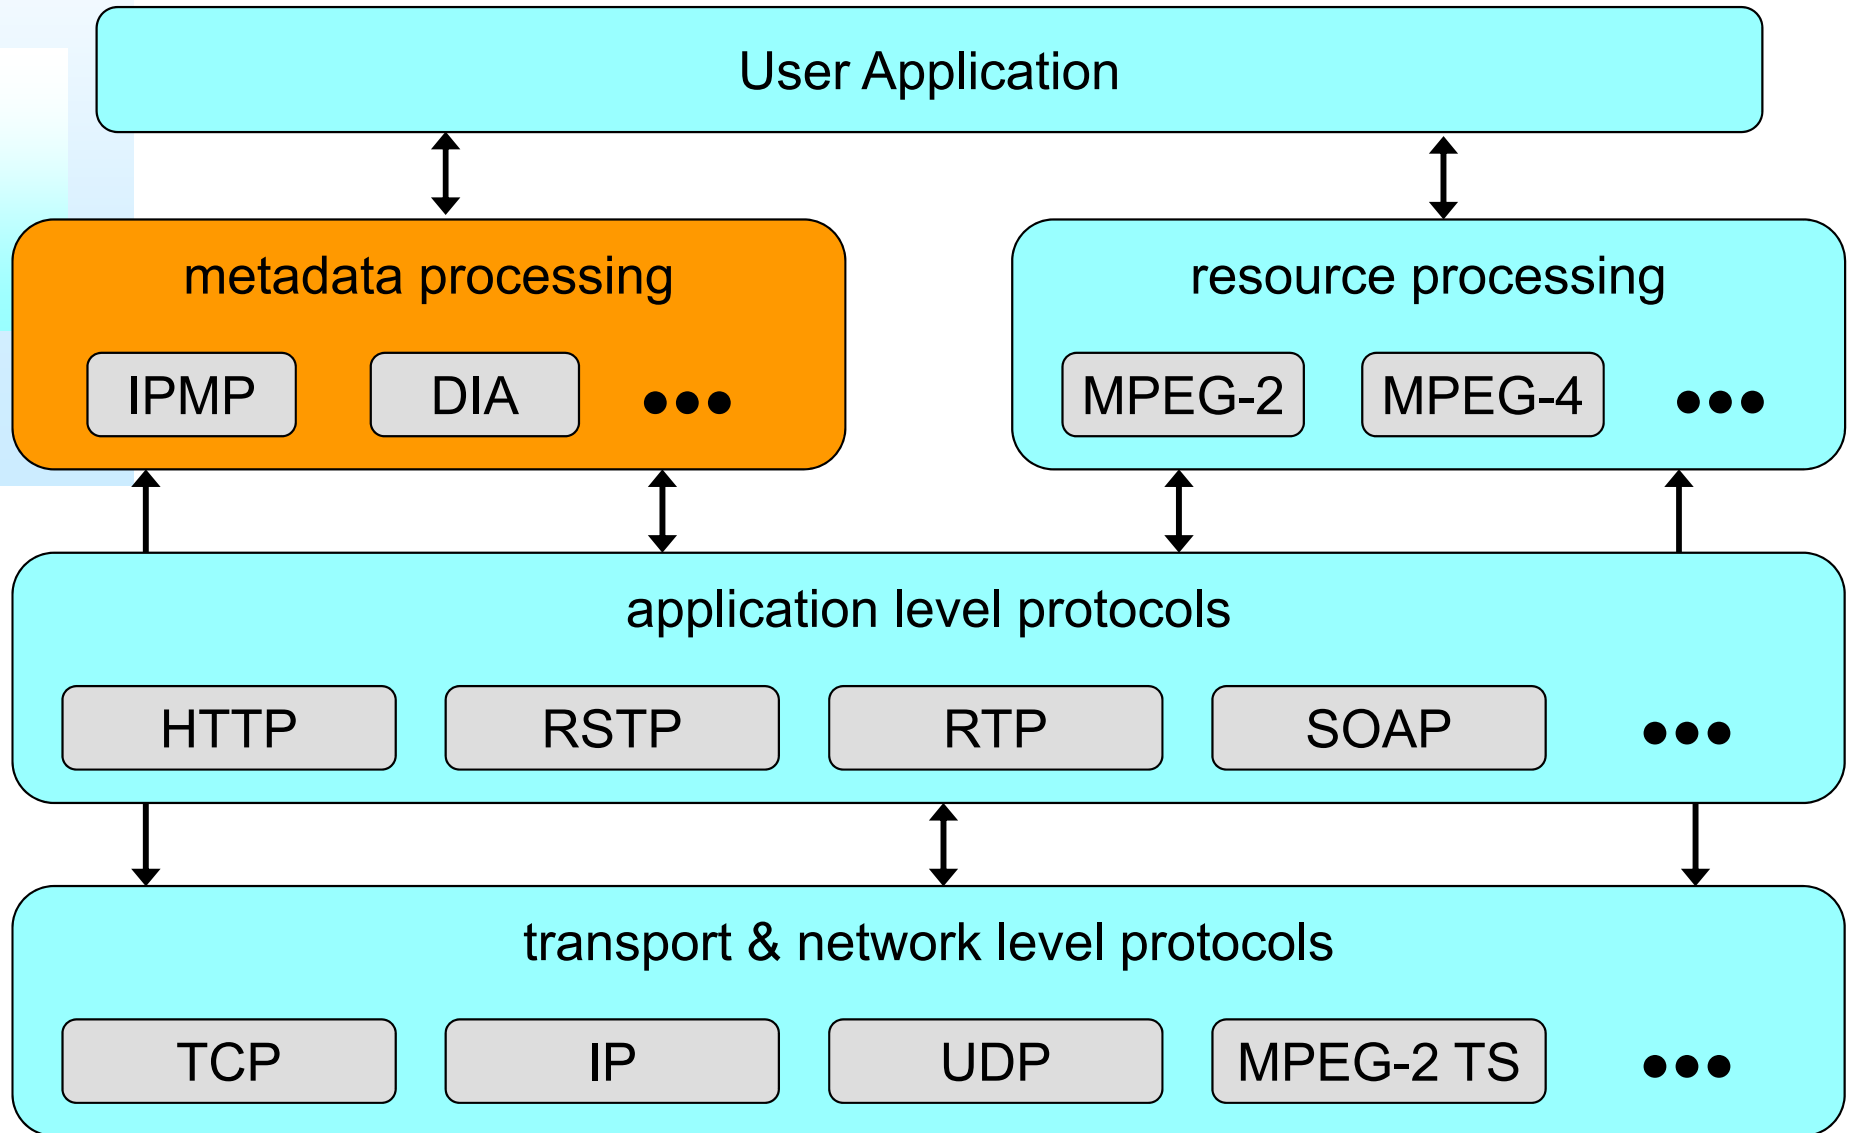 User Application
metadata processing
resource processing
IPMP
DIA
•••
MPEG-2
MPEG-4
•••
application level protocols
HTTP
RSTP
RTP
SOAP
•••
transport & network level protocols
TCP
IP
UDP
MPEG-2 TS
•••